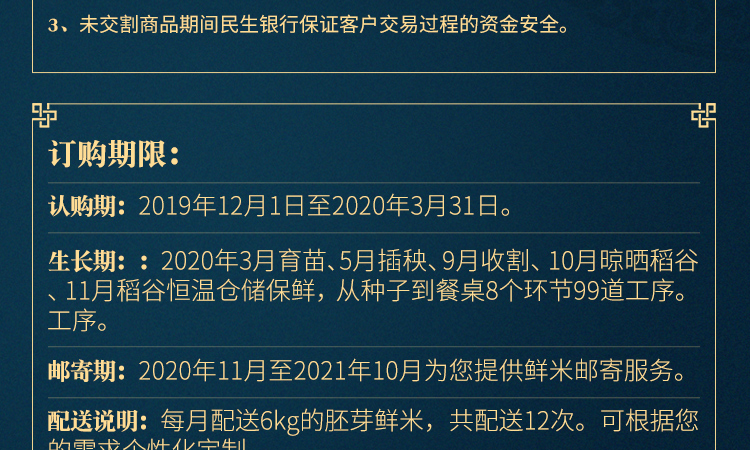 3、未交割商品期间民生银行保证客户交易过程的资金安全。
订购期限：
认购期：2019年12月1日至2020年3月31日。
生长期：：2020年3月育苗、5月插秧、9月收割、10月晾晒稻谷
、11月稻谷恒温仓储保鲜，从种子到餐桌8个环节99道工序。
工序。
邮寄期：2020年11月至2021年10月为您提供鲜米邮寄服务。
配送说明：每月配送6kg的胚芽鲜米，共配送12次。可根据您
的需求个性化定制